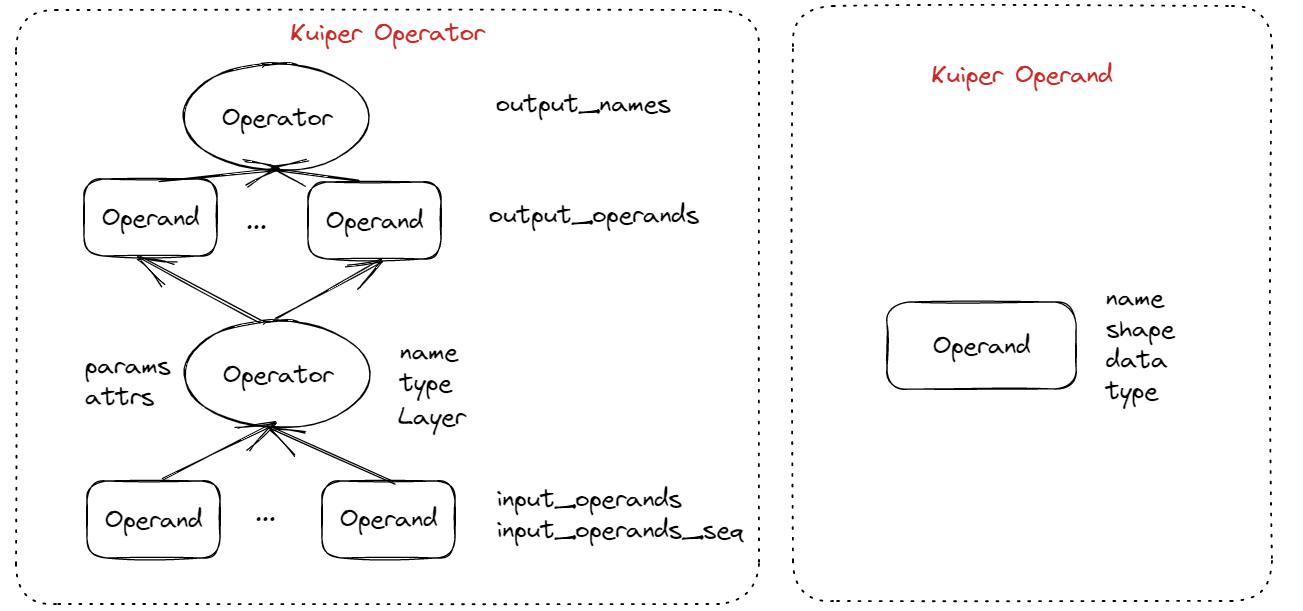 Kuiper Operator
Operator
output_names
Operand
...
Operand
output_operands
params
attrs
Operator
name
type
Layer
Operand
...
Operand
input_operands
input_operands_seq
Kuiper Operand
Operand
name
shape
data
type